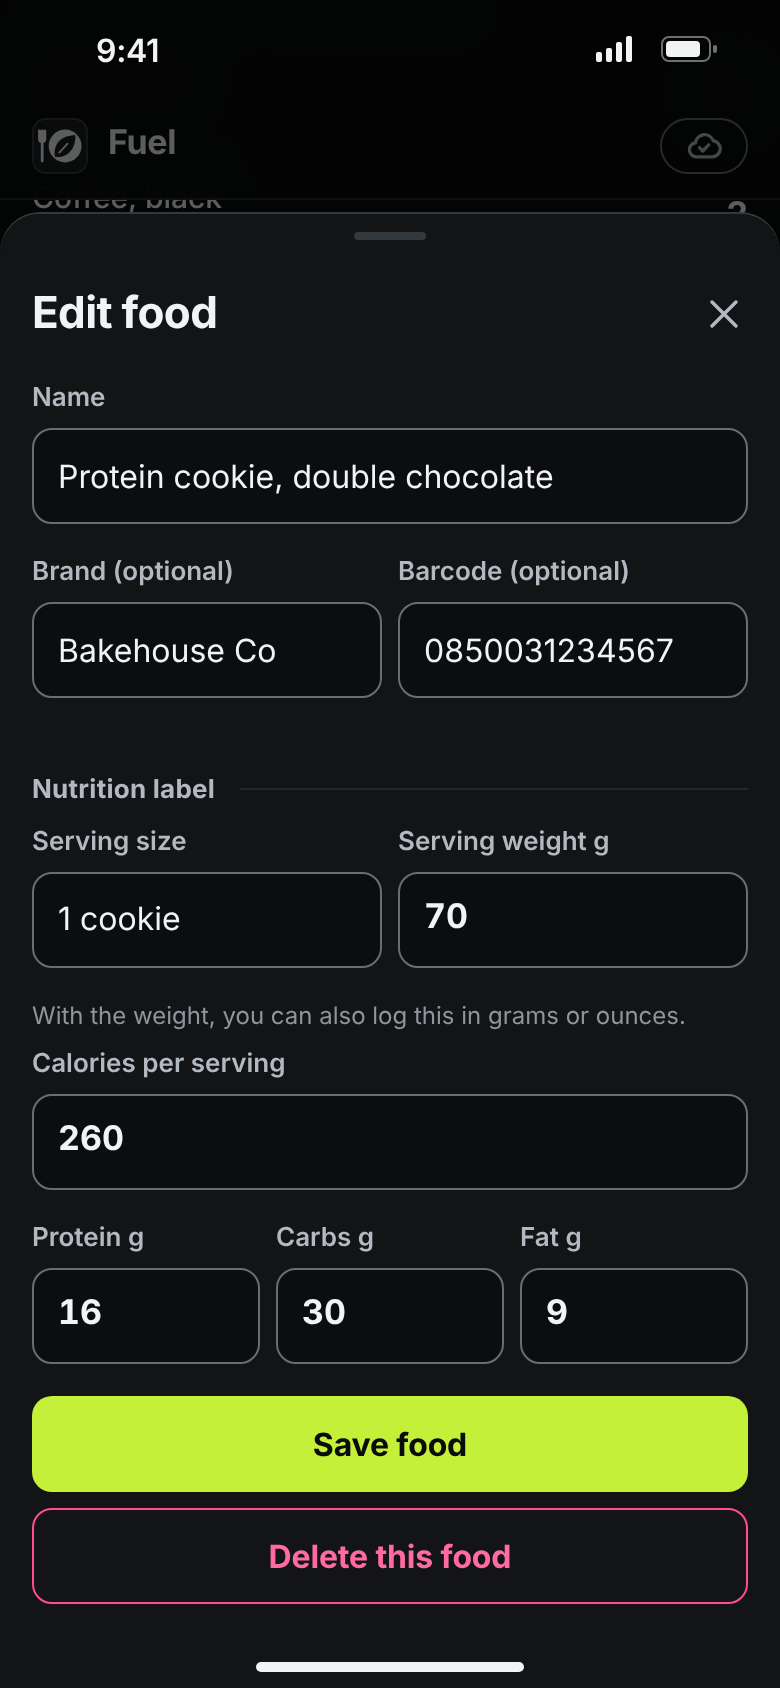 9:41
Fuel
Coffee, black
Edit food
Name
Protein cookie, double chocolate
Brand (optional)
Barcode (optional)
Bakehouse Co
0850031234567
Nutrition label
Serving size
Serving weight g
1 cookie
70
With the weight, you can also log this in grams or ounces.
Calories per serving
260
Protein g
Carbs g
Fat g
16
30
9
Save food
Delete this food